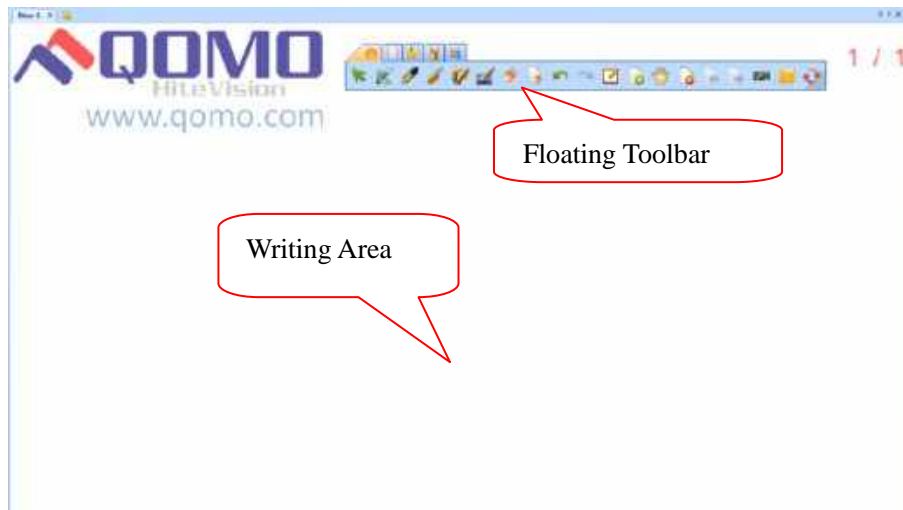 QOMO
HiteVision
www.qomo.com
1 / 1
Floating Toolbar
Writing Area